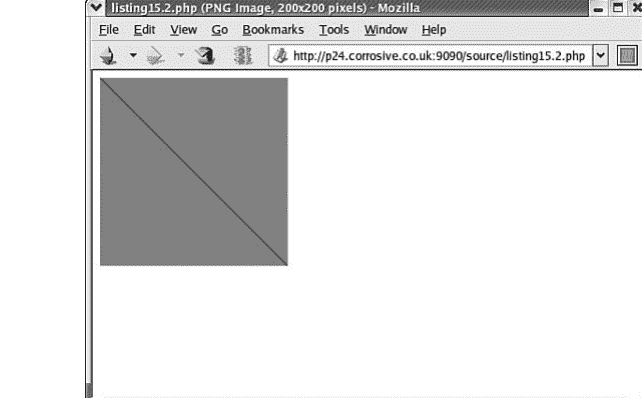 listing15.2.php (PNG Image, 200x200 pixels) - Mozilla
File Edit View Go Bookmarks Tools Window Help
http://p24.corrosive.co.uk:9090/source/listing15.2.php